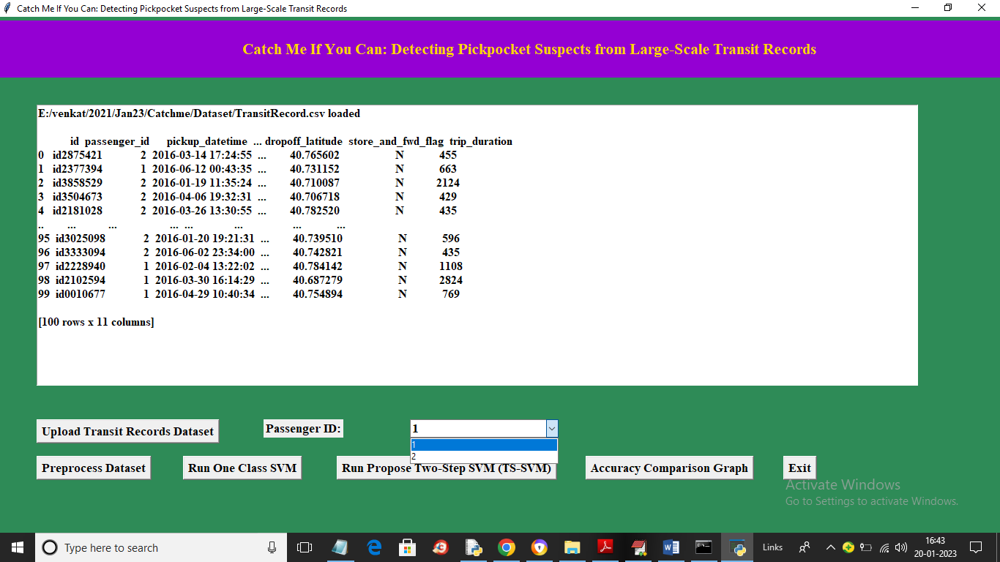 Catch Me If You Can: Detecting Pickpocket Suspects from Large-Scale Transit Records
Catch Me If You Can: Detecting Pickpocket Suspects from Large-Scale Transit Records
E:/venkat/2021/Jan23/Catchme/Dataset/TransitRecord.csv loaded
id passenger_id pickup_datetime ... dropoff_latitude store_and_fwd_flag trip_duration
0 id2875421 2 2016-03-14 17:24:55 ... 40.765602 N 455
1 id2377394 1 2016-06-12 00:43:35 ... 40.731152 N 663
2 id3858529 2 2016-01-19 11:35:24 ... 40.710087 N 2124
3 id3504673 2 2016-04-06 19:32:31 ... 40.706718 N 429
4 id2181028 2 2016-03-26 13:30:55 ... 40.782520 N 435
.. ... ... ... ... ... ... ...
95 id3025098 2 2016-01-20 19:21:31 ... 40.739510 N 596
96 id3333094 2 2016-06-02 23:34:00 ... 40.742821 N 435
97 id2228940 1 2016-02-04 13:22:02 ... 40.784142 N 1108
98 id2102594 1 2016-03-30 16:14:29 ... 40.687279 N 2824
99 id0010677 1 2016-04-29 10:40:34 ... 40.754894 N 769
[100 rows x 11 columns]
Upload Transit Records Dataset Passenger ID: 1
1
2
Preprocess Dataset Run One Class SVM Run Propose Two-Step SVM (TS-SVM) Accuracy Comparison Graph Exit
Activate Windows
Go to Settings to activate Windows.
Type here to search Links 16:43
20-01-2023